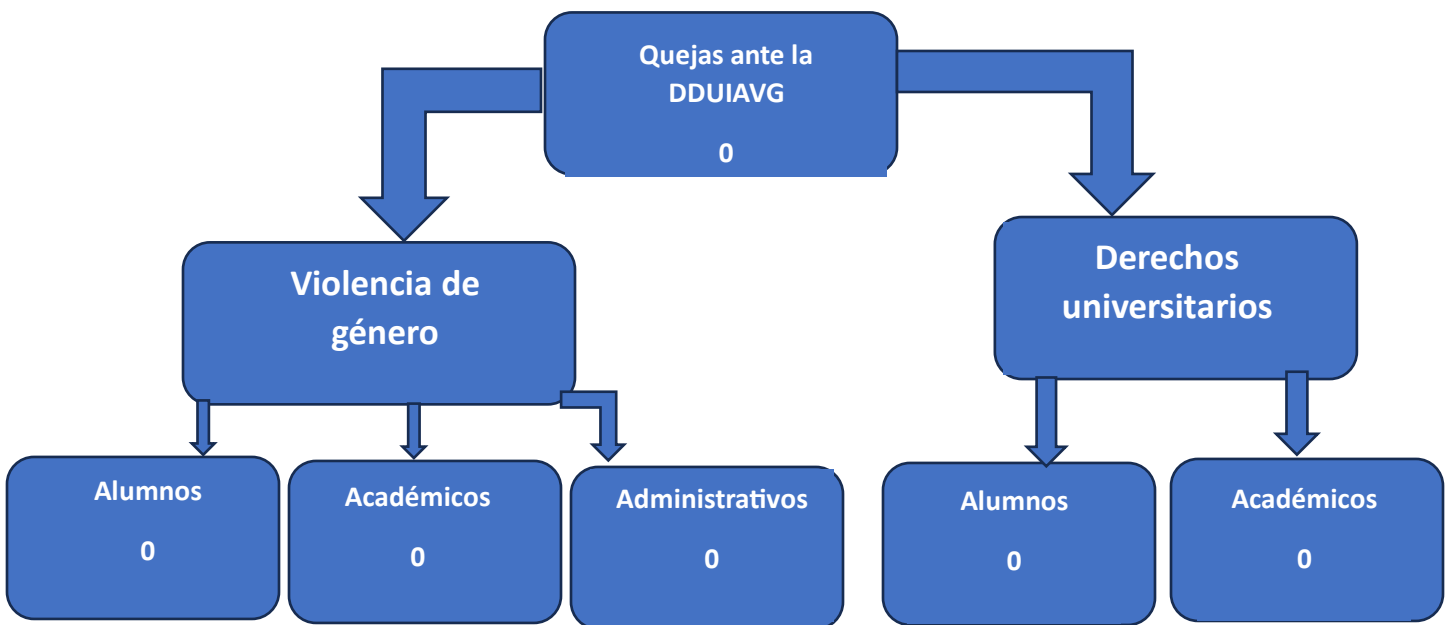 Quejas ante la
DDUIAVG
0
Violencia de
género
Derechos
universitarios
Alumnos
0
Académicos
0
Administrativos
0
Alumnos
0
Académicos
0